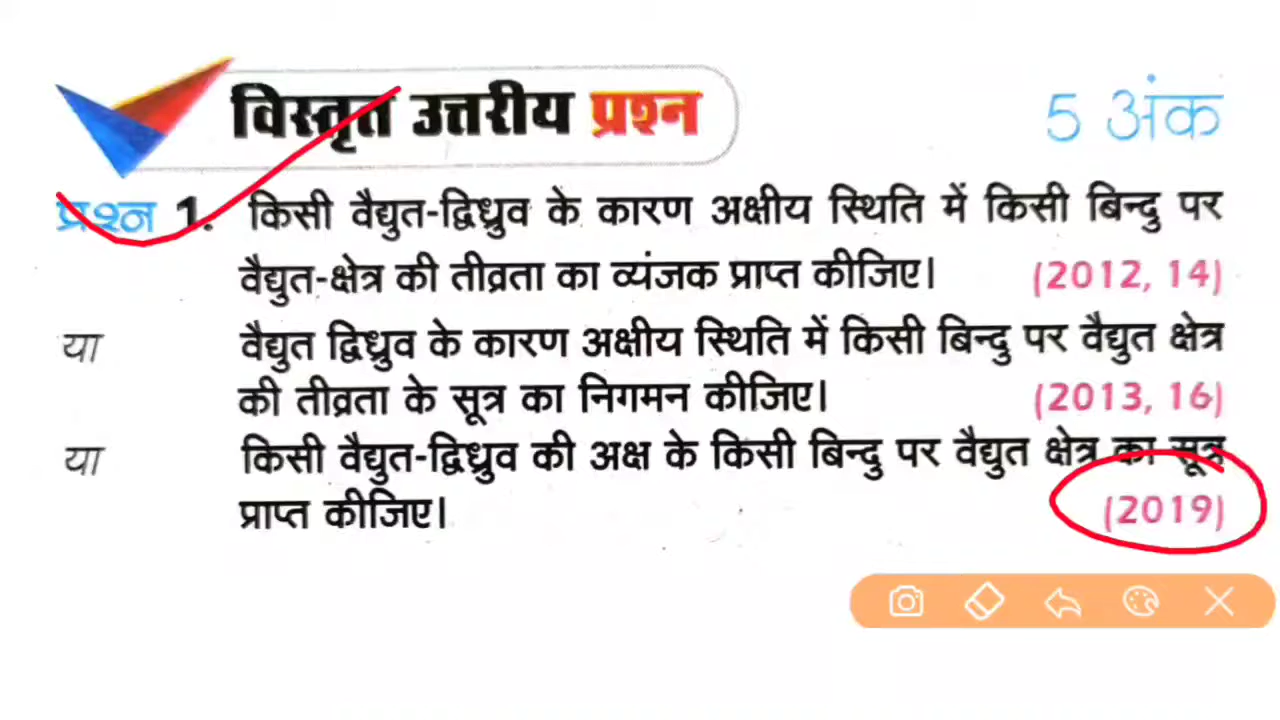 विस्तृत उत्तरीय प्रश्न 5 अंक
प्रश्न 1. किसी वैद्युत-द्विध्रुव के कारण अक्षीय स्थिति में किसी बिन्दु पर
वैद्युत-क्षेत्र की तीव्रता का व्यंजक प्राप्त कीजिए। (2012, 14)
या वैद्युत द्विध्रुव के कारण अक्षीय स्थिति में किसी बिन्दु पर वैद्युत क्षेत्र
की तीव्रता के सूत्र का निगमन कीजिए। (2013, 16)
या किसी वैद्युत-द्विध्रुव की अक्ष के किसी बिन्दु पर वैद्युत क्षेत्र का सूत्र
प्राप्त कीजिए। (2019)